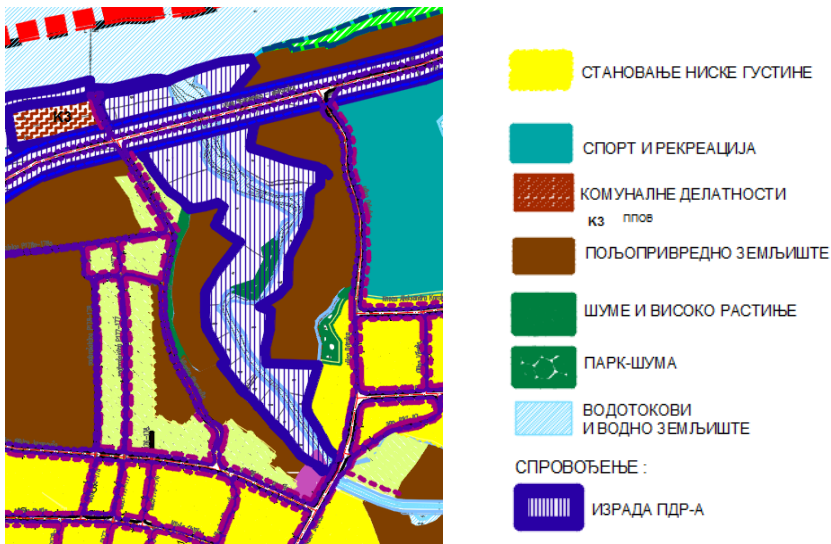 К3
СТАНОВАЊЕ НИСКЕ ГУСТИНЕ
СПОРТ И РЕКРЕАЦИЈА
КОМУНАЛНЕ ДЕЛАТНОСТИ
К3 ППОВ
ПОЉОПРИВРЕДНО ЗЕМЉИШТЕ
ШУМЕ И ВИСОКО РАСТИЊЕ
ПАРК-ШУМА
ВОДОТОКОВИ
И ВОДНО ЗЕМЉИШТЕ
СПРОВОЂЕЊЕ :
ИЗРАДА ПДР-А